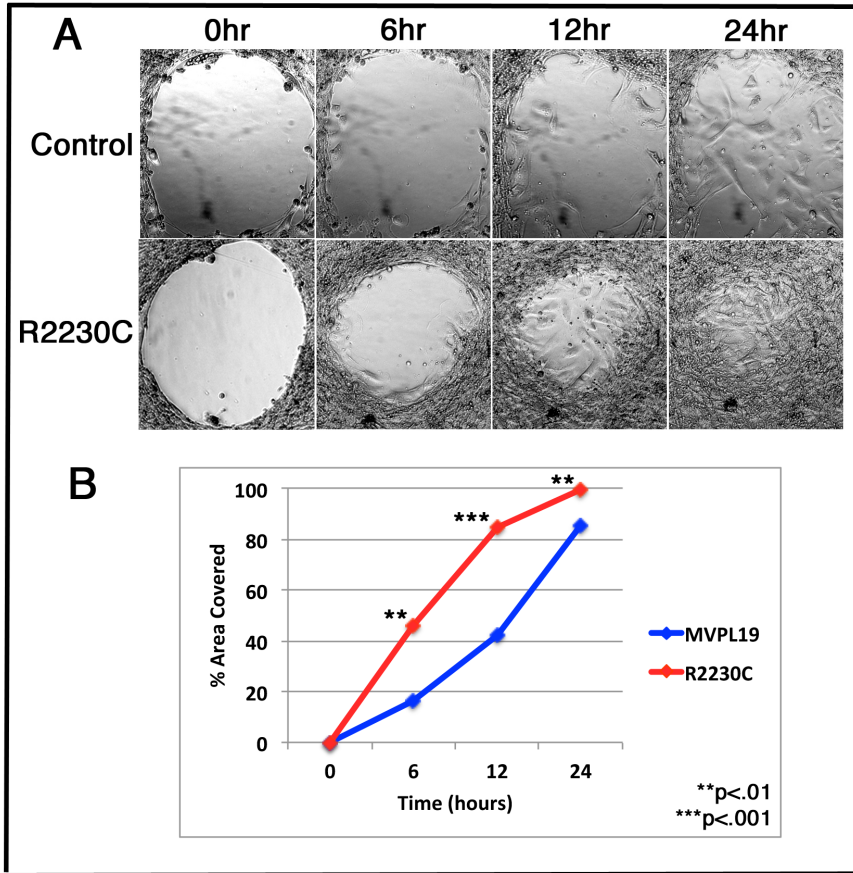 A
0hr 6hr 12hr 24hr
Control
R2230C
B
100
80
60
40
20
0
% Area Covered
0 6 12 24
Time (hours)
**
***
**
MVPL19
R2230C
**p<.01
***p<.001